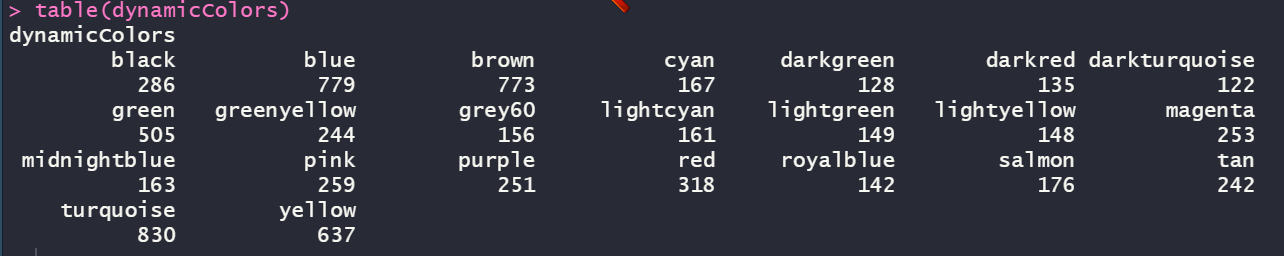 > table(dynamicColors)
dynamicColors
black blue brown cyan darkgreen darkred darkturquoise
286 779 773 167 128 135 122
green greenyellow grey60 lightcyan lightgreen lightyellow magenta
505 244 156 161 149 148 253
midnightblue pink purple red royalblue salmon tan
163 259 251 318 142 176 242
turquoise yellow
830 637